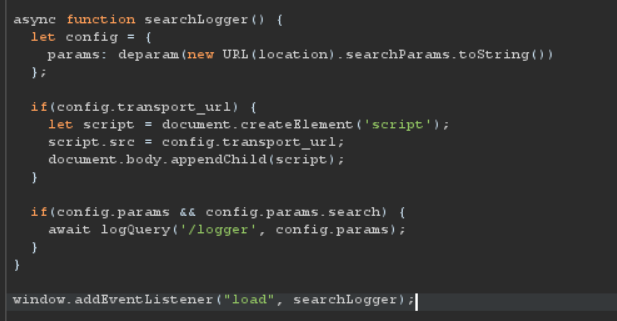 async function searchLogger() {
  let config = {
    params: deparam(new URL(location).searchParams.toString())
  };

  if(config.transport_url) {
    let script = document.createElement('script');
    script.src = config.transport_url;
    document.body.appendChild(script);
  }

  if(config.params && config.params.search) {
    await logQuery('/logger', config.params);
  }
}

window.addEventListener("load", searchLogger);